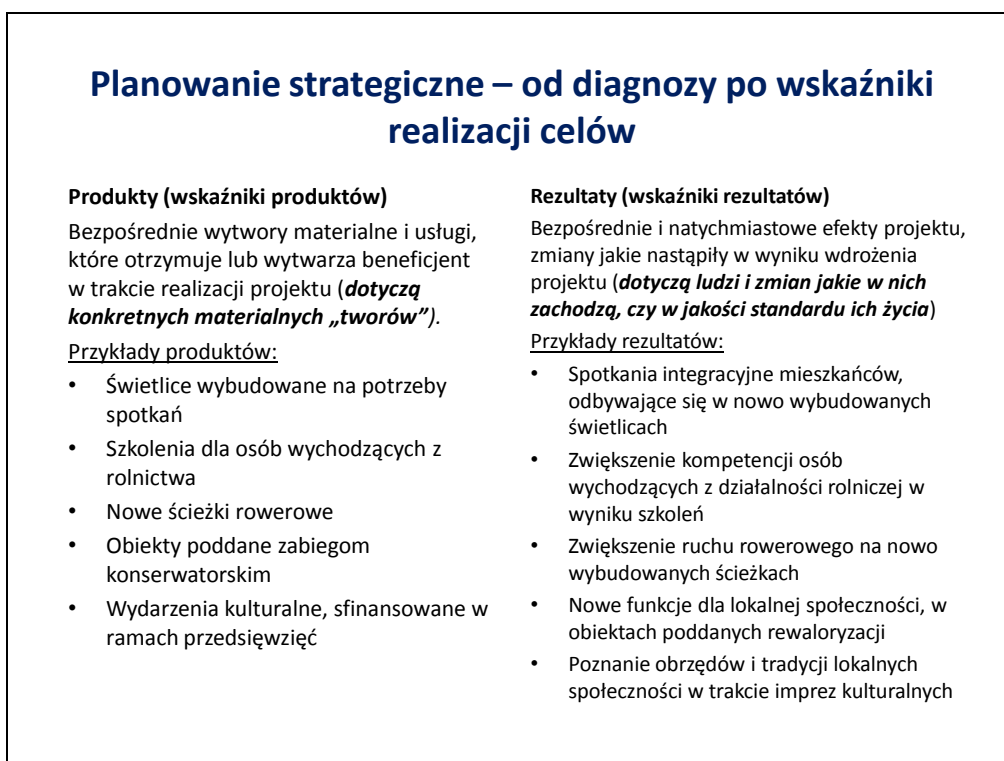 Planowanie strategiczne – od diagnozy po wskaźniki
realizacji celów
Produkty (wskaźniki produktów)
Bezpośrednie wytwory materialne i usługi,
które otrzymuje lub wytwarza beneficjent
w trakcie realizacji projektu (dotyczą
konkretnych materialnych „tworów”).
Przykłady produktów:
• Świetlice wybudowane na potrzeby
spotkań
• Szkolenia dla osób wychodzących z
rolnictwa
• Nowe ścieżki rowerowe
• Obiekty poddane zabiegom
konserwatorskim
• Wydarzenia kulturalne, sfinansowane w
ramach przedsięwzięć
Rezultaty (wskaźniki rezultatów)
Bezpośrednie i natychmiastowe efekty projektu,
zmiany jakie nastąpiły w wyniku wdrożenia
projektu (dotyczą ludzi i zmian jakie w nich
zachodzą, czy w jakości standardu ich życia)
Przykłady rezultatów:
• Spotkania integracyjne mieszkańców,
odbywające się w nowo wybudowanych
świetlicach
• Zwiększenie kompetencji osób
wychodzących z działalności rolniczej w
wyniku szkoleń
• Zwiększenie ruchu rowerowego na nowo
wybudowanych ścieżkach
• Nowe funkcje dla lokalnej społeczności, w
obiektach poddanych rewaloryzacji
• Poznanie obrzędów i tradycji lokalnych
społeczności w trakcie imprez kulturalnych